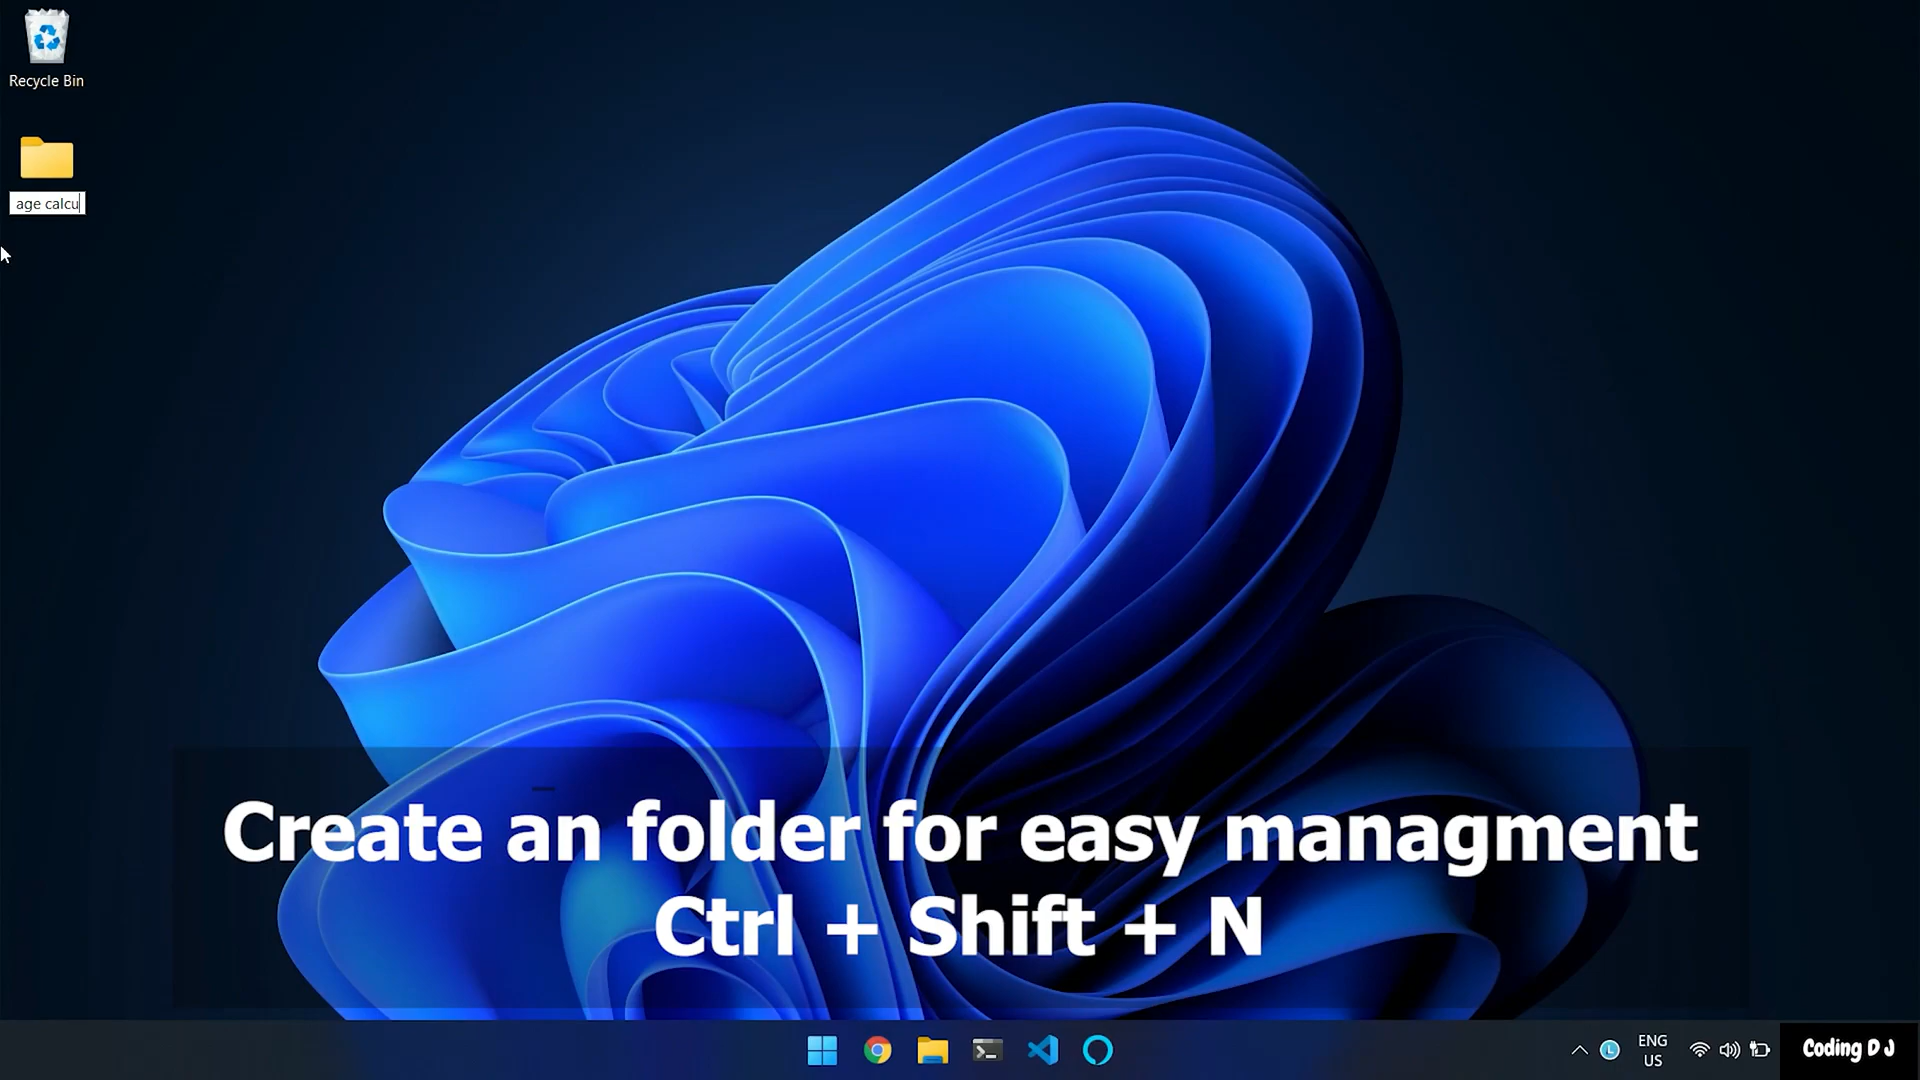 Recycle Bin
age calcu
Create an folder for easy managment
Ctrl + Shift + N
ENG
US
Coding D J